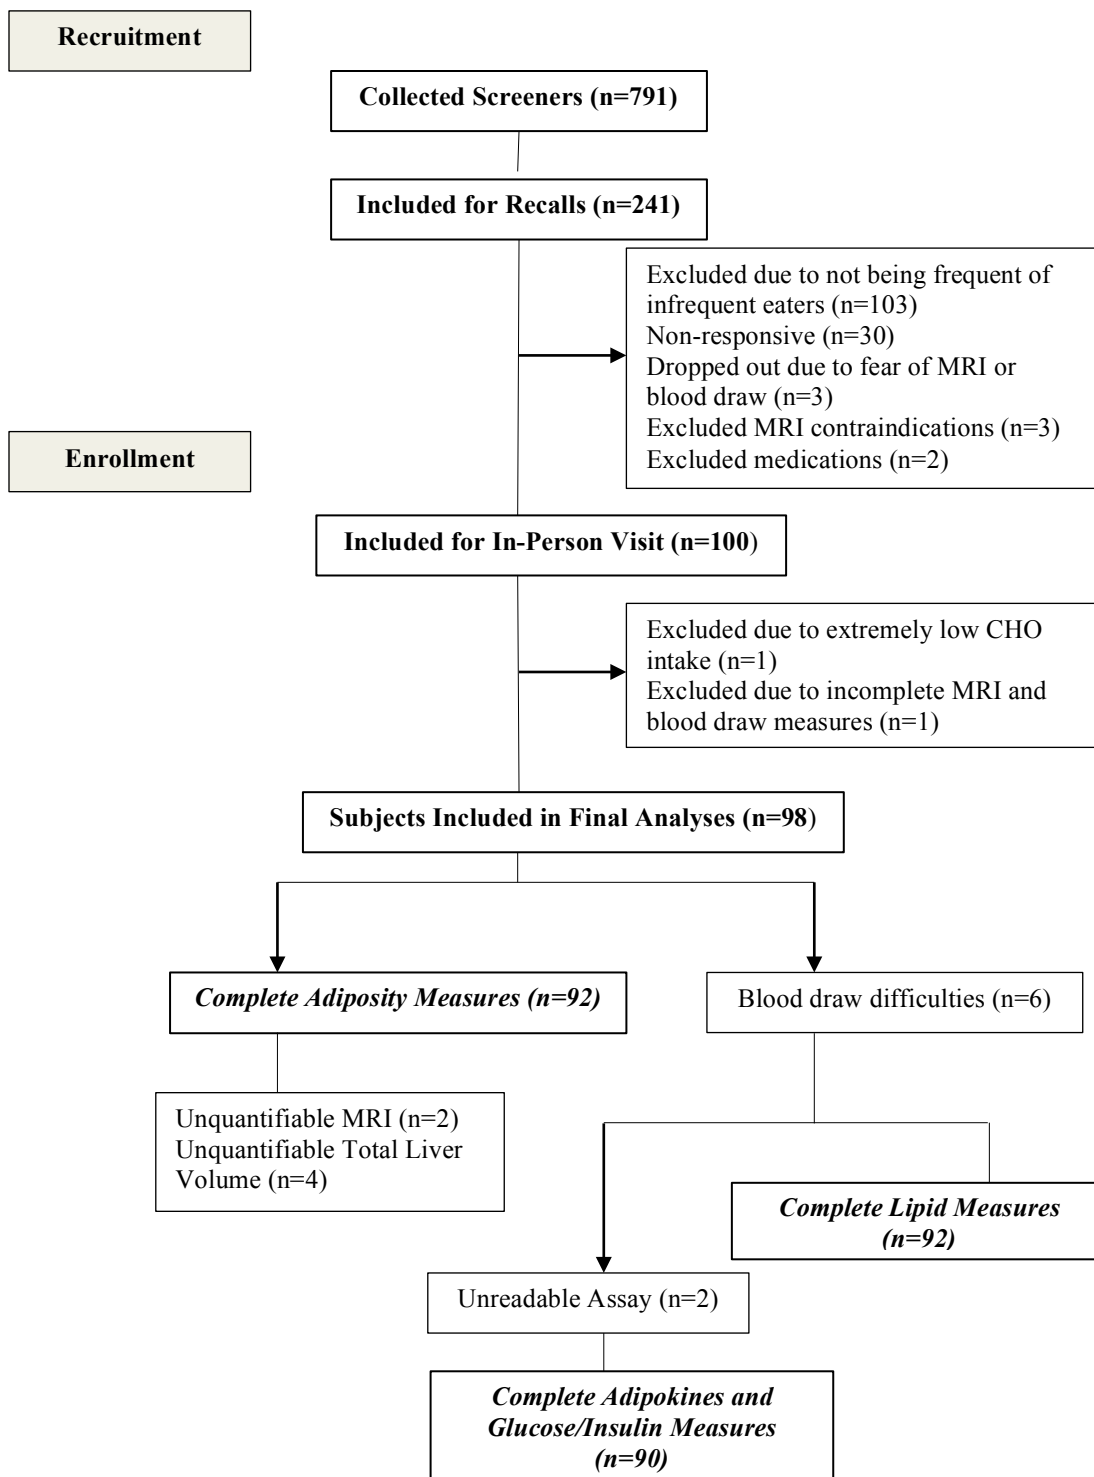 Recruitment
Collected Screeners (n=791)
Included for Recalls (n=241)
Excluded due to not being frequent of
infrequent eaters (n=103)
Non-responsive (n=30)
Dropped out due to fear of MRI or
blood draw (n=3)
Excluded MRI contraindications (n=3)
Excluded medications (n=2)
Enrollment
Included for In-Person Visit (n=100)
Excluded due to extremely low CHO
intake (n=1)
Excluded due to incomplete MRI and
blood draw measures (n=1)
Subjects Included in Final Analyses (n=98)
Complete Adiposity Measures (n=92)
Blood draw difficulties (n=6)
Unquantifiable MRI (n=2)
Unquantifiable Total Liver
Volume (n=4)
Complete Lipid Measures
(n=92)
Unreadable Assay (n=2)
Complete Adipokines and
Glucose/Insulin Measures
(n=90)